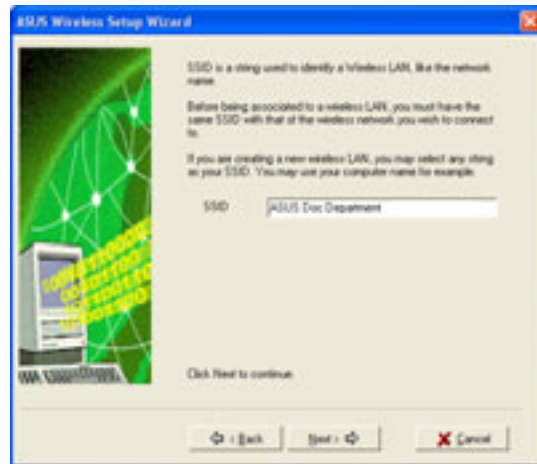 ASUS Wireless Setup Wizard
SSID is a string used to identify a Wireless LAN, like the network
name.
Before being associated to a wireless LAN, you must have the
same SSID with that of the wireless network you wish to connect
to.
If you are creating a new wireless LAN, you may select any string
as your SSID. You may use your computer name for example.
SSID ASUS Doc Department
Click Next to continue.
< Back Next > Cancel